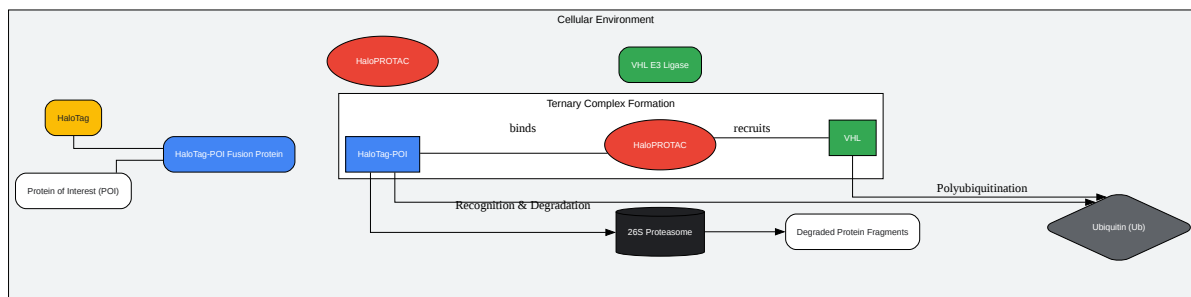 Cellular Environment
HaloPROTAC
VHL E3 Ligase
Ternary Complex Formation
HaloTag
binds
recruits
HaloTag-POI Fusion Protein
HaloTag-POI
HaloPROTAC
VHL
Protein of Interest (POI)
Polyubiquitination
Recognition & Degradation
26S Proteasome
Degraded Protein Fragments
Ubiquitin (Ub)